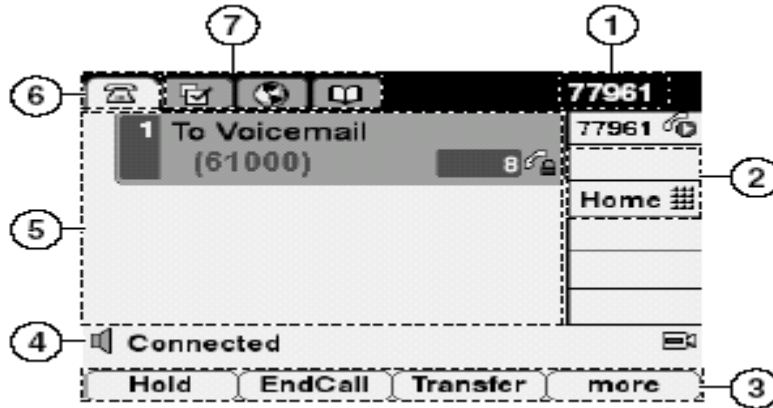 7
1
6
77961
77961
1 To Voicemail
(61000)
8
2
Home
5
4
Connected
Hold EndCall Transfer more
3